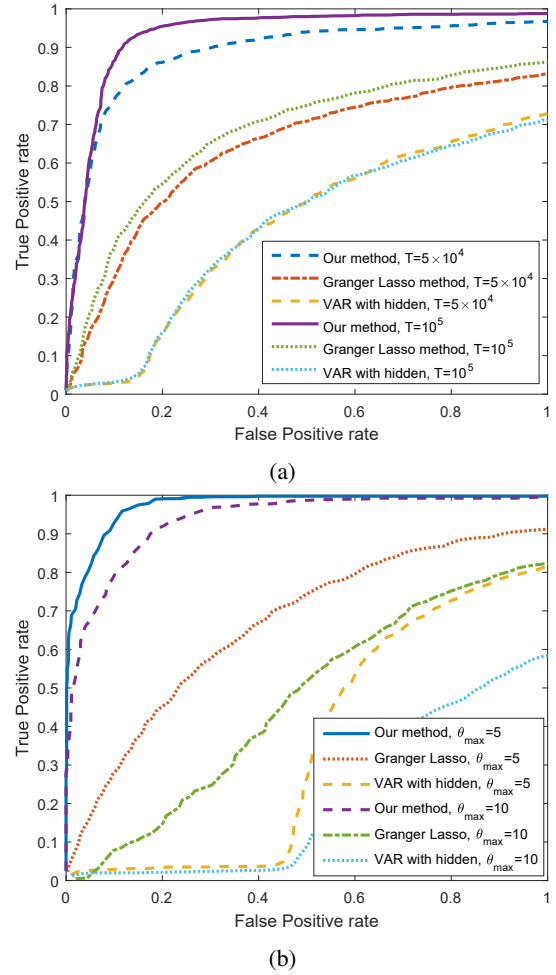 1
0.9
0.8
0.7
0.6
0.5
0.4
0.3
0.2
0.1
0
True Positive rate
Our method, T=5×10⁴
Granger Lasso method, T=5×10⁴
VAR with hidden, T=5×10⁴
Our method, T=10⁵
Granger Lasso method, T=10⁵
VAR with hidden, T=10⁵
0 0.2 0.4 0.6 0.8 1
False Positive rate
(a)
1
0.9
0.8
0.7
0.6
0.5
0.4
0.3
0.2
0.1
0
True Positive rate
Our method, θmax=5
Granger Lasso, θmax=5
VAR with hidden, θmax=5
Our method, θmax=10
Granger Lasso, θmax=10
VAR with hidden, θmax=10
0 0.2 0.4 0.6 0.8 1
False Positive rate
(b)